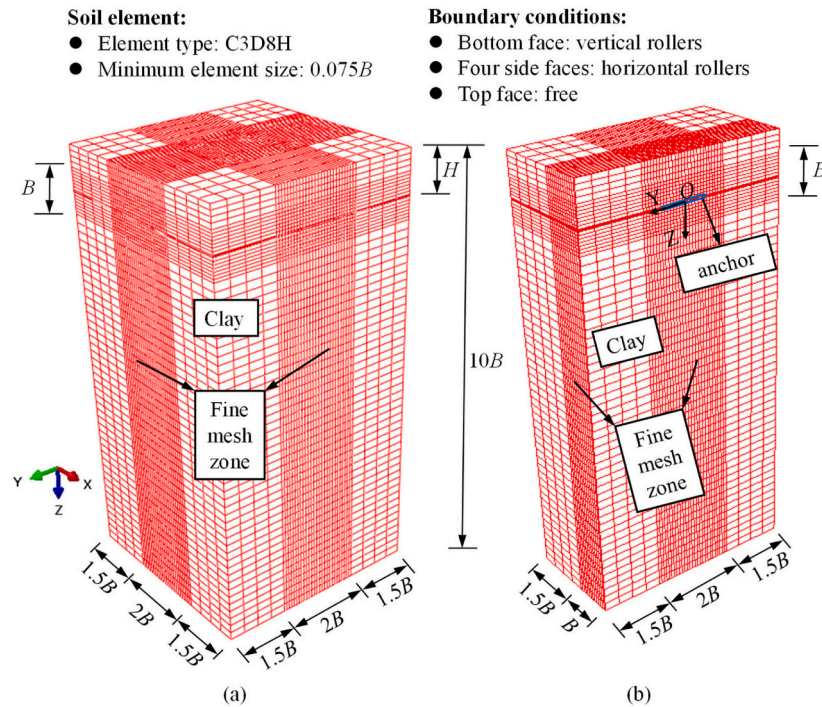 Soil element:
● Element type: C3D8H
● Minimum element size: 0.075B
Boundary conditions:
● Bottom face: vertical rollers
● Four side faces: horizontal rollers
● Top face: free
B
H
10B
Clay
Fine
mesh
zone
Y
X
Z
1.5B
2B
1.5B
1.5B
2B
1.5B
(a)
Y
O
Z
anchor
Clay
Fine
mesh
zone
1.5B
B
1.5B
2B
1.5B
(b)